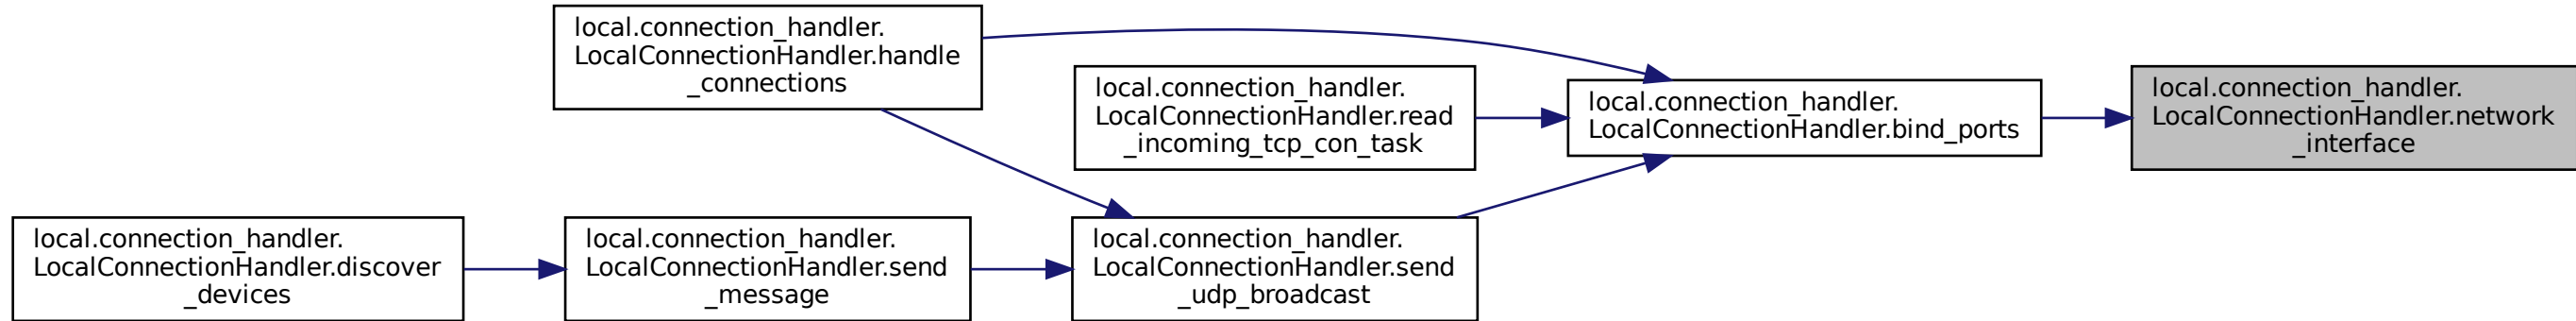 local.connection_handler.
LocalConnectionHandler.handle
_connections
local.connection_handler.
LocalConnectionHandler.read
_incoming_tcp_con_task
local.connection_handler.
LocalConnectionHandler.bind_ports
local.connection_handler.
LocalConnectionHandler.network
_interface
local.connection_handler.
LocalConnectionHandler.discover
_devices
local.connection_handler.
LocalConnectionHandler.send
_message
local.connection_handler.
LocalConnectionHandler.send
_udp_broadcast